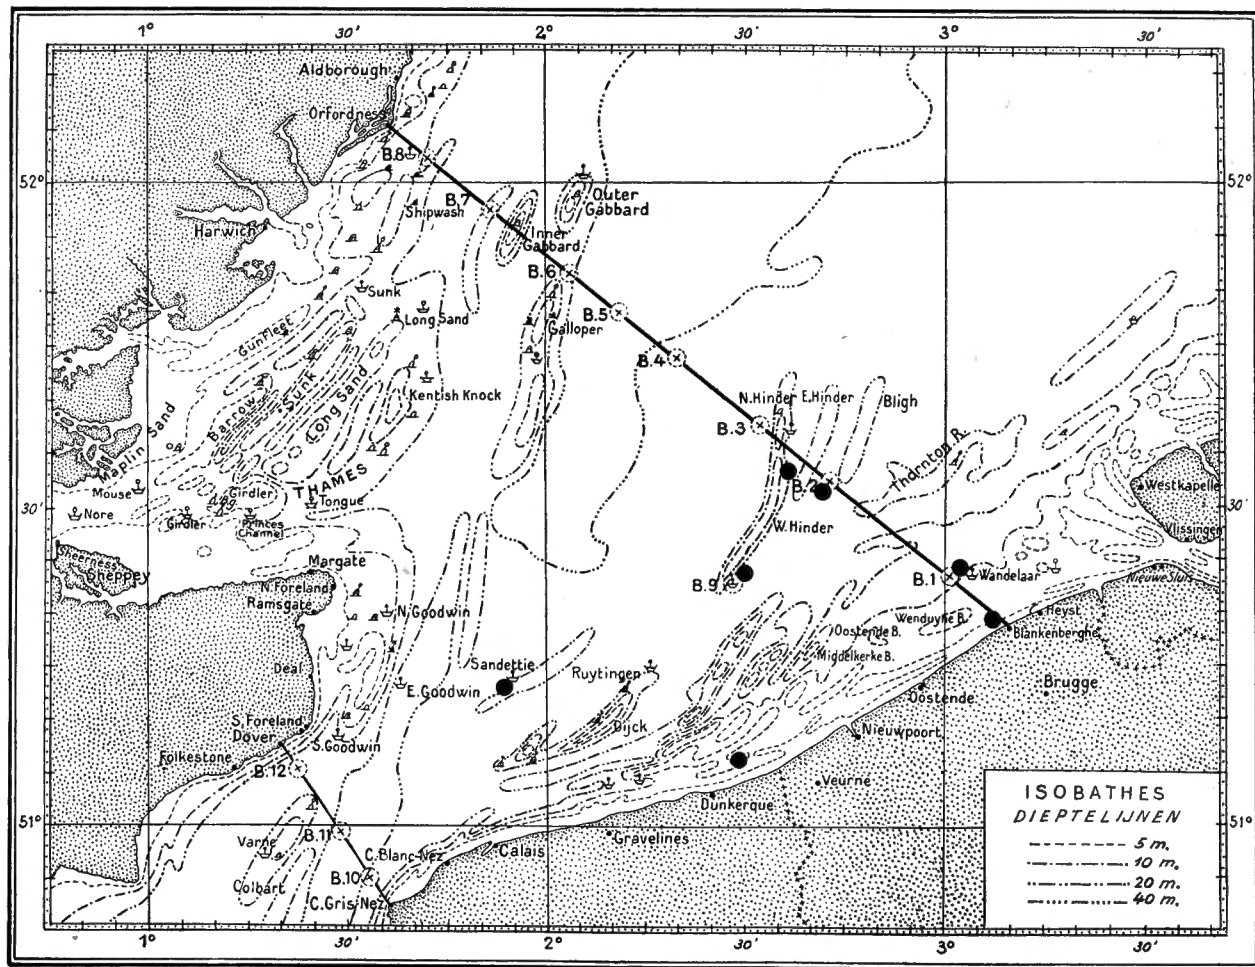 1° 30' 2° 30' 3° 30'
Aldborough
Orfordness
B.8
52° 52°
Outer
Gabbard
B.7
Shipwash
Inner
Gabbard
Harwich
B.6
Sunk
B.5
Long Sand
Galloper
Gunfleet
B.4
Sunk
Kentish Knock
N.Hinder E.Hinder
Bligh
Barrow
Long Sand
B.3
Maplin Sand
Thornton R.
THAMES
Mouse
Girdler
Tongue
B.2
Westkapelle
30' 30'
Nore
Girdler
Princes
Channel
W.Hinder
Vlissingen
Sheerness
Sheppey
Margate
B.9
B.1
Wandelaar
Nieuwe Sluis
N.Foreland
Ramsgate
N.Goodwin
Wenduyne B.
Heyst
Oostende B.
Blankenberghe
Deal
Sandettie
Ruytingen
Middelkerke B.
E.Goodwin
Oostende
Brugge
S.Foreland
Dover
S.Goodwin
Dijck
Nieuwpoort
Folkestone
B.12
Veurne
Dunkerque
B.11
51° 51°
Gravelines
Varne
C.Blanc-Nez
Calais
Colbart
B.10
C.Gris-Nez
ISOBATHES
DIEPTELIJNEN
5 m.
10 m.
20 m.
40 m.
1° 30' 2° 30' 3° 30'